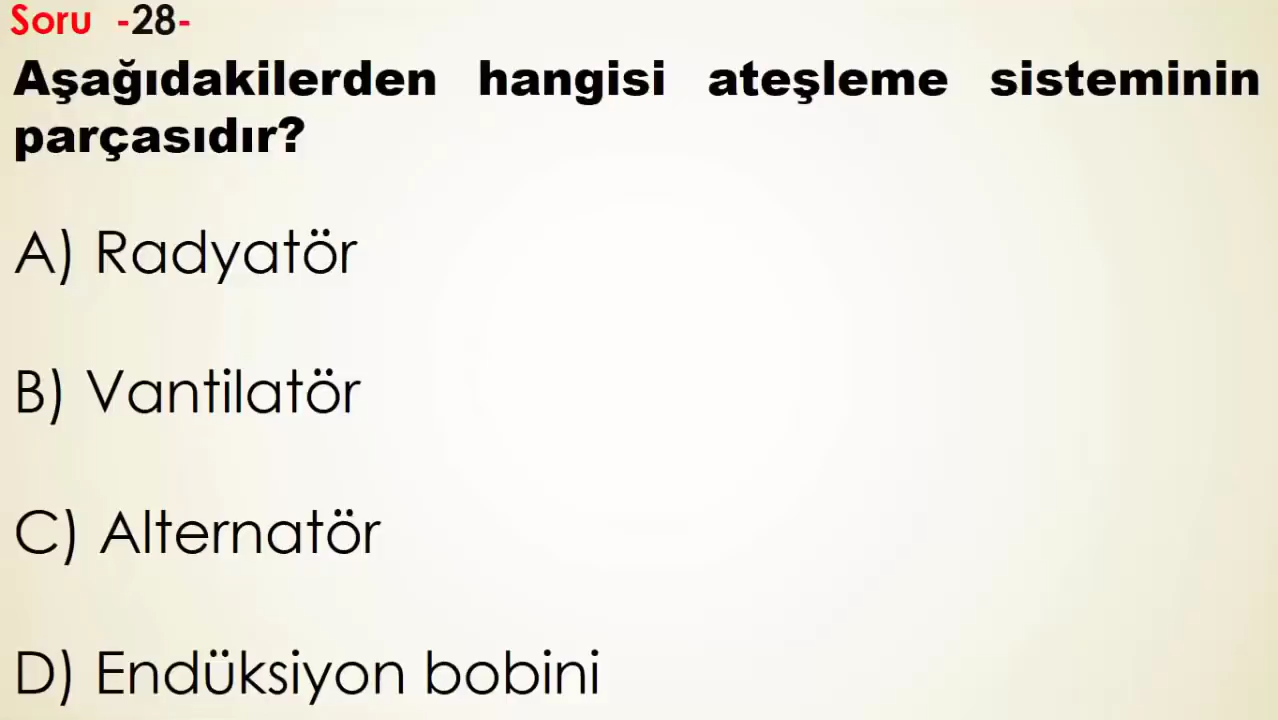 Soru -28-
Aşağıdakilerden hangisi ateşleme sisteminin
parçasıdır?
A) Radyatör
B) Vantilatör
C) Alternatör
D) Endüksiyon bobini